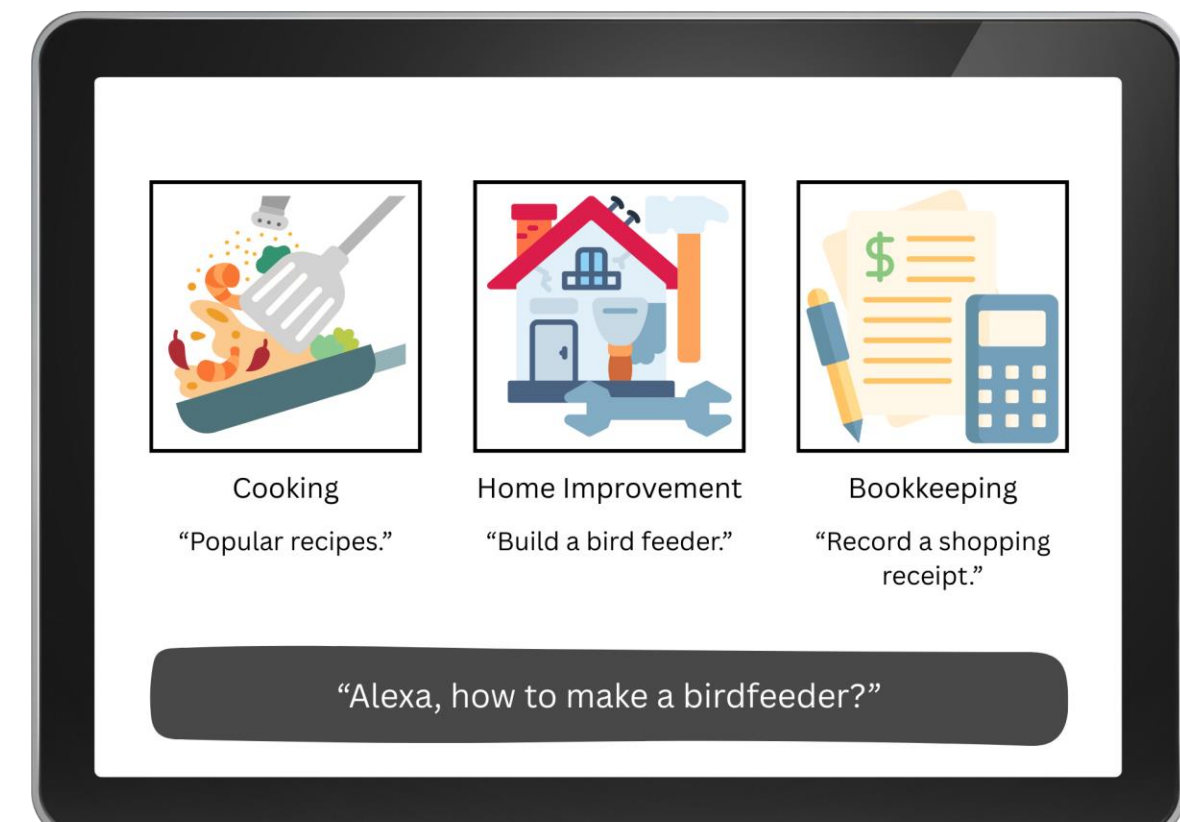 $
Cooking
Home Improvement
Bookkeeping
“Popular recipes.”
“Build a bird feeder.”
“Record a shopping
receipt.”
“Alexa, how to make a birdfeeder?”